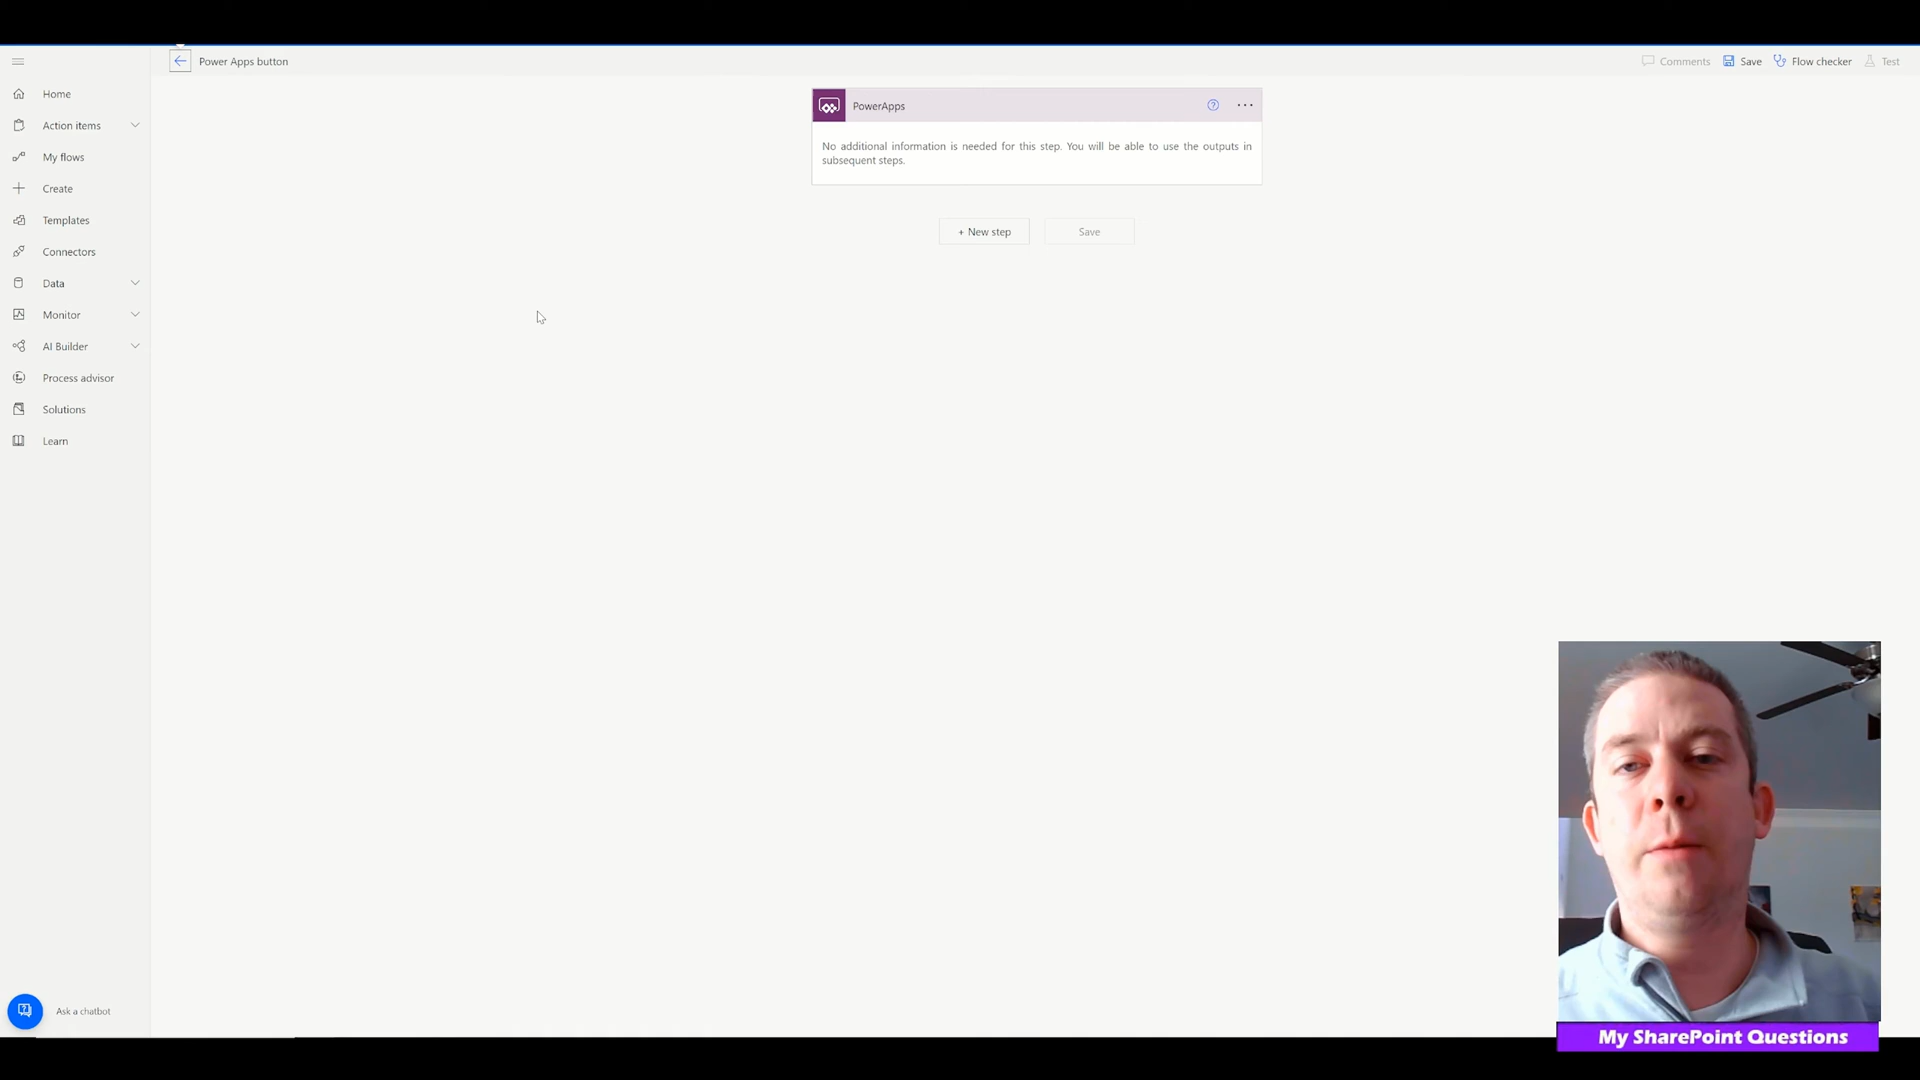 Power Apps button
Comments
Save
Flow checker
Test
Home
Action items
My flows
Create
Templates
Connectors
Data
Monitor
AI Builder
Process advisor
Solutions
Learn
PowerApps
No additional information is needed for this step. You will be able to use the outputs in
subsequent steps.
+ New step
Save
Ask a chatbot
My SharePoint Questions